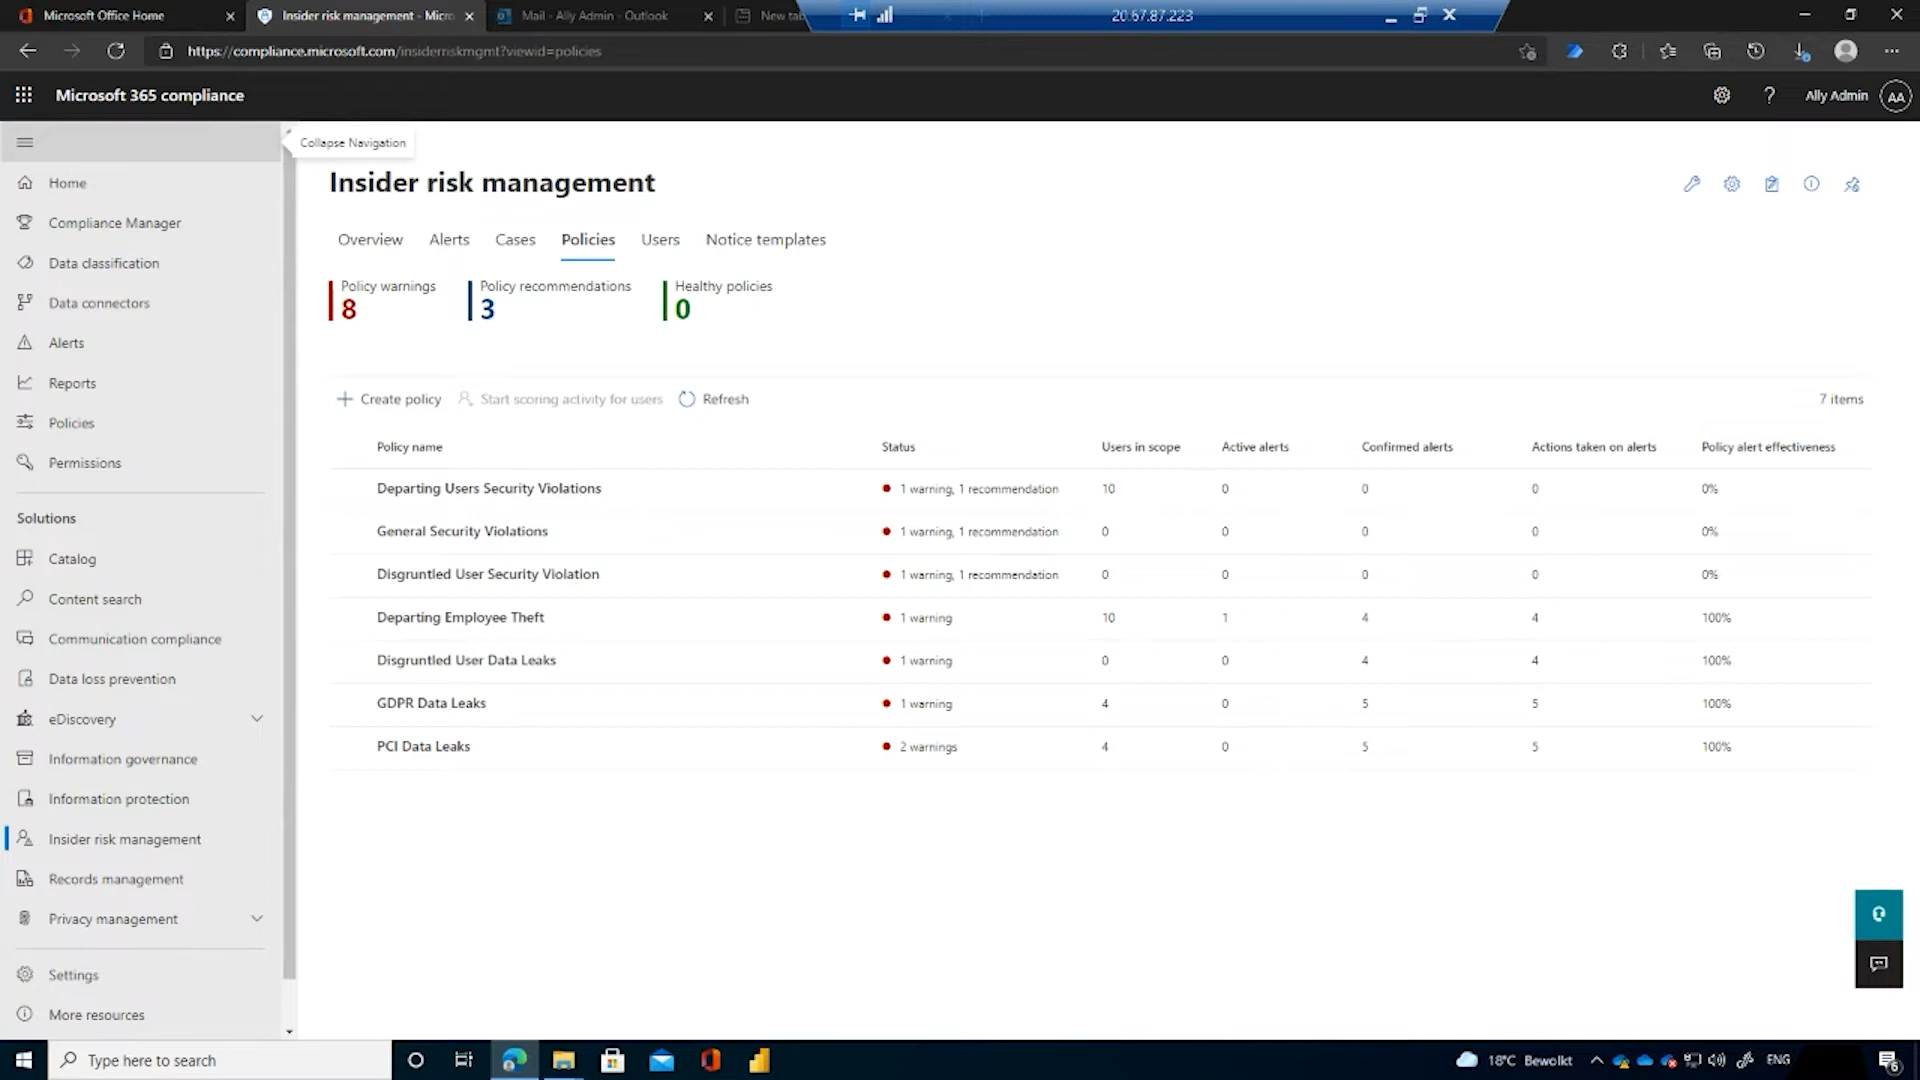 Microsoft Office Home
Insider risk management - Micro
Mail - Ally Admin - Outlook
New tab
20.67.87.223
https://compliance.microsoft.com/insiderriskmgmt?viewid=policies
Microsoft 365 compliance
Ally Admin
AA
Collapse Navigation
Home
Compliance Manager
Data classification
Data connectors
Alerts
Reports
Policies
Permissions
Solutions
Catalog
Content search
Communication compliance
Data loss prevention
eDiscovery
Information governance
Information protection
Insider risk management
Records management
Privacy management
Settings
More resources
Insider risk management
Overview Alerts Cases Policies Users Notice templates
Policy warnings Policy recommendations Healthy policies
8 3 0
Create policy Start scoring activity for users Refresh 7 items
Policy name Status Users in scope Active alerts Confirmed alerts Actions taken on alerts Policy alert effectiveness
Departing Users Security Violations 1 warning, 1 recommendation 10 0 0 0 0%
General Security Violations 1 warning, 1 recommendation 0 0 0 0 0%
Disgruntled User Security Violation 1 warning, 1 recommendation 0 0 0 0 0%
Departing Employee Theft 1 warning 10 1 4 4 100%
Disgruntled User Data Leaks 1 warning 0 0 4 4 100%
GDPR Data Leaks 1 warning 4 0 5 5 100%
PCI Data Leaks 2 warnings 4 0 5 5 100%
Type here to search
18°C Bewolkt
ENG
6